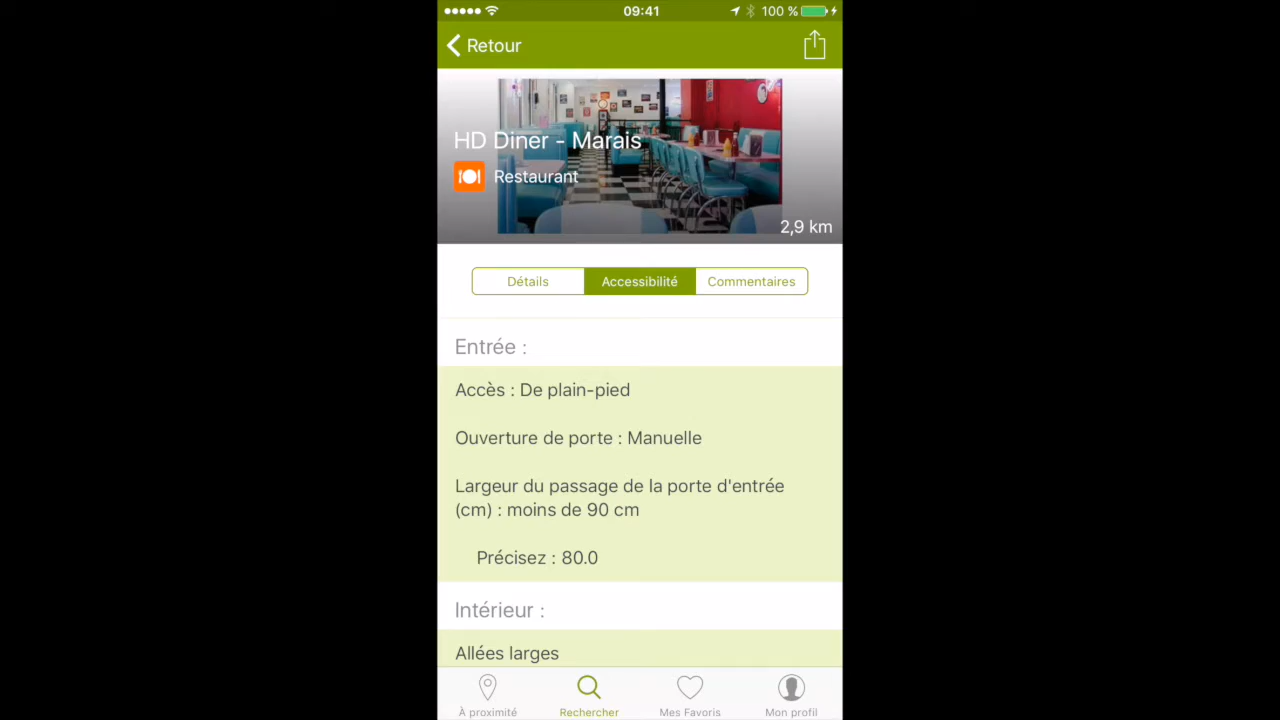 09:41
100 %
Retour
HD Diner - Marais
Restaurant
2,9 km
Détails
Accessibilité
Commentaires
Entrée :
Accès : De plain-pied
Ouverture de porte : Manuelle
Largeur du passage de la porte d'entrée
(cm) : moins de 90 cm
Précisez : 80.0
Intérieur :
Allées larges
À proximité
Rechercher
Mes Favoris
Mon profil